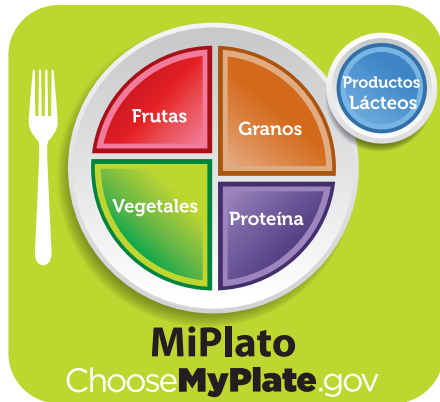 Frutas
Granos
Productos
Lácteos
Vegetales
Proteína
MiPlato
ChooseMyPlate.gov